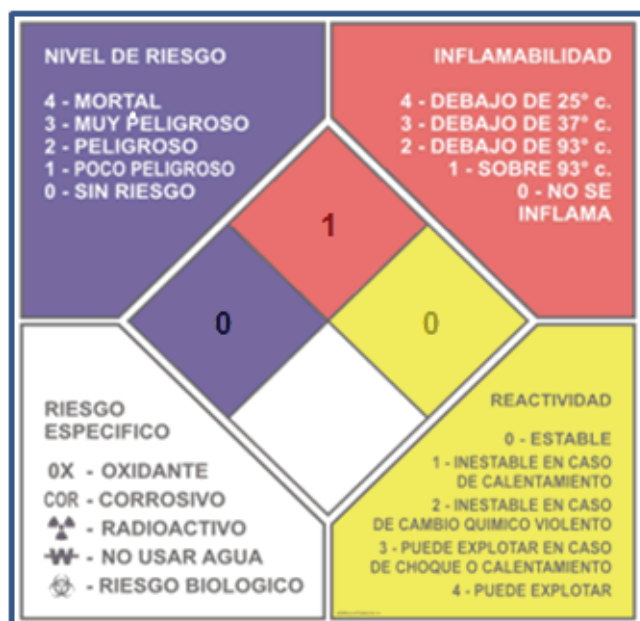 NIVEL DE RIESGO
4 - MORTAL
3 - MUY PELIGROSO
2 - PELIGROSO
1 - POCO PELIGROSO
0 - SIN RIESGO
INFLAMABILIDAD
4 - DEBAJO DE 25° c.
3 - DEBAJO DE 37° c.
2 - DEBAJO DE 93° c.
1 - SOBRE 93° c.
0 - NO SE
INFLAMA
1
0
0
RIESGO
ESPECIFICO
0X - OXIDANTE
COR - CORROSIVO
- RADIOACTIVO
W - NO USAR AGUA
- RIESGO BIOLOGICO
REACTIVIDAD
0 - ESTABLE
1 - INESTABLE EN CASO
DE CALENTAMIENTO
2 - INESTABLE EN CASO
DE CAMBIO QUIMICO VIOLENTO
3 - PUEDE EXPLOTAR EN CASO
DE CHOQUE O CALENTAMIENTO
4 - PUEDE EXPLOTAR